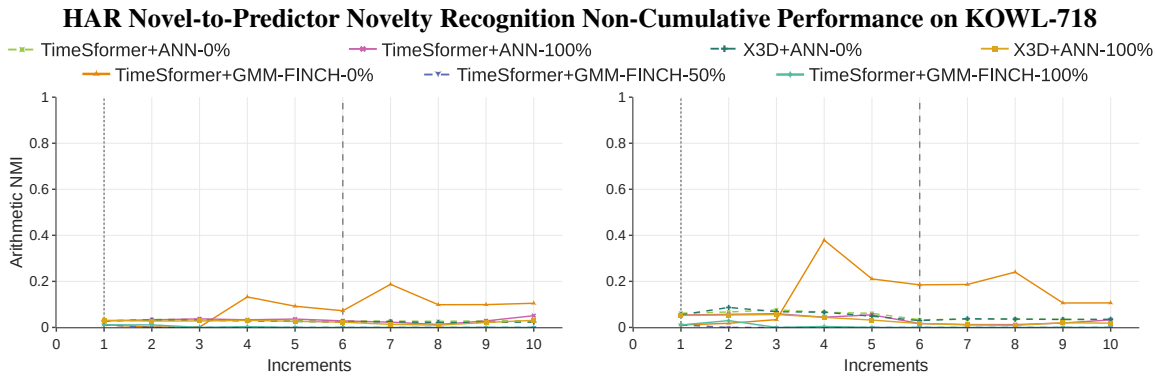 HAR Novel-to-Predictor Novelty Recognition Non-Cumulative Performance on KOWL-718
TimeSformer+ANN-0% TimeSformer+ANN-100% X3D+ANN-0% X3D+ANN-100%
TimeSformer+GMM-FINCH-0% TimeSformer+GMM-FINCH-50% TimeSformer+GMM-FINCH-100%
Arithmetic NMI
1
0.8
0.6
0.4
0.2
0
0 1 2 3 4 5 6 7 8 9 10
Increments
1
0.8
0.6
0.4
0.2
0
0 1 2 3 4 5 6 7 8 9 10
Increments